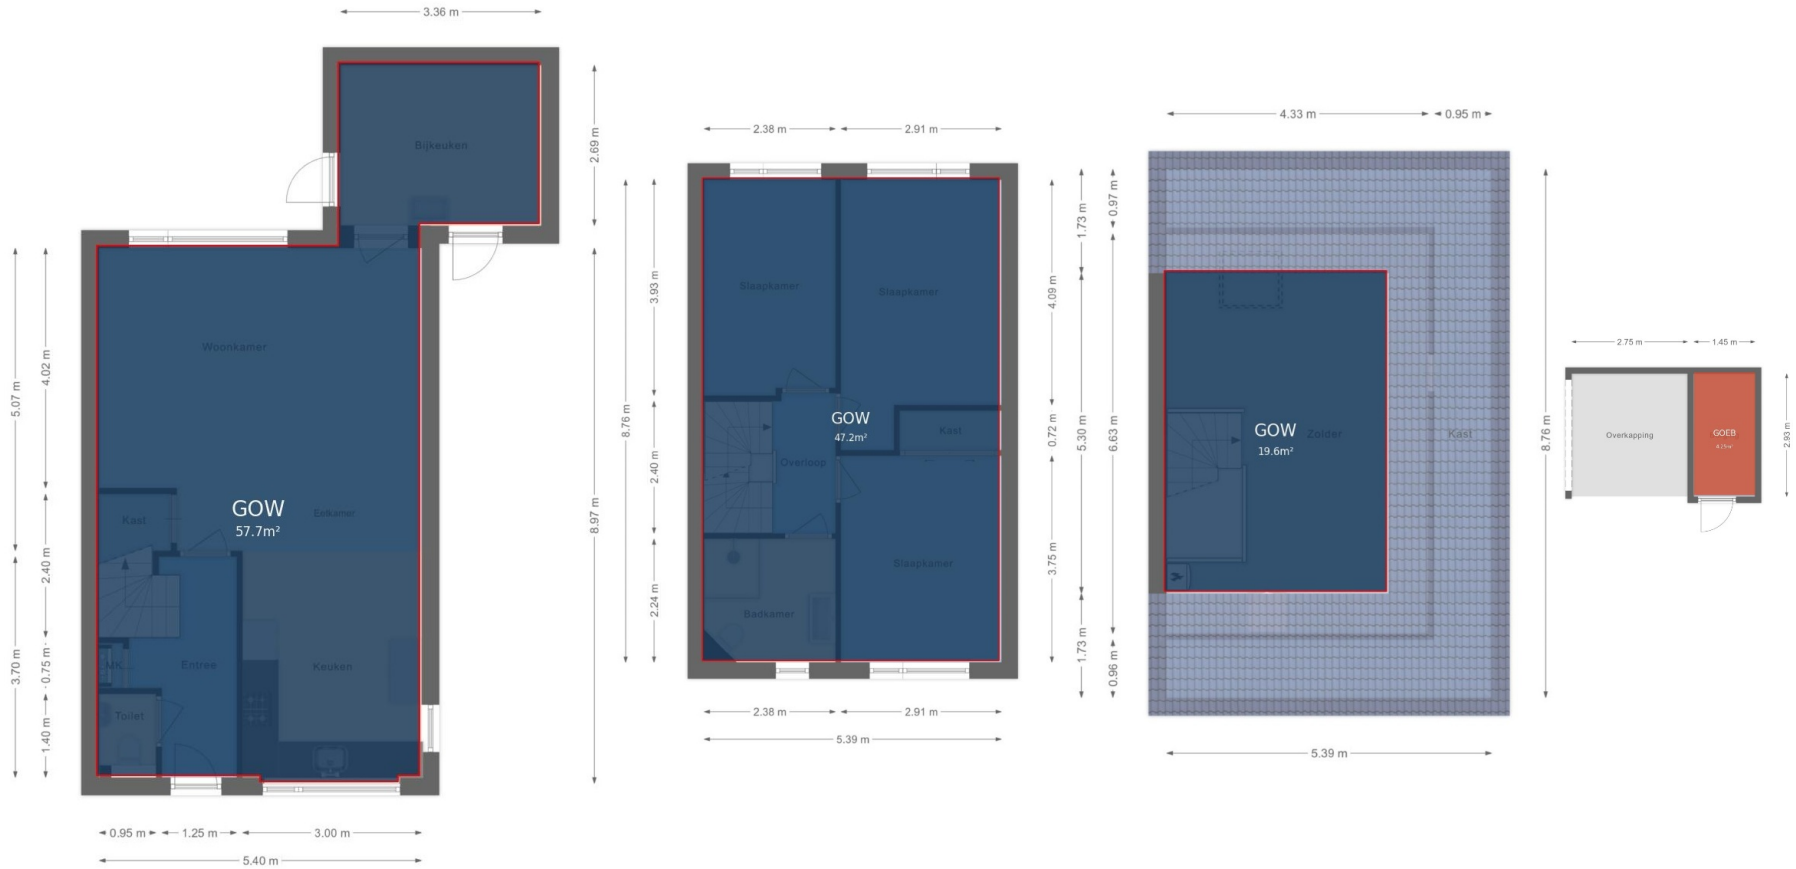 3.36 m
Bijkeuken
2.69 m
Woonkamer
Eetkamer
Kast
GOW
57.7m²
MK
Entree
Keuken
Toilet
5.07 m
3.70 m
4.02 m
2.40 m
0.75 m
1.40 m
8.97 m
0.95 m
1.25 m
3.00 m
5.40 m
2.38 m
2.91 m
8.76 m
3.93 m
2.40 m
2.24 m
Slaapkamer
Slaapkamer
GOW
47.2m²
Kast
Overloop
Slaapkamer
Badkamer
4.09 m
0.72 m
3.75 m
2.38 m
2.91 m
5.39 m
4.33 m
0.95 m
1.73 m
5.30 m
1.73 m
0.97 m
6.63 m
0.96 m
GOW
19.6m²
Zolder
Kast
8.76 m
5.39 m
2.75 m
1.45 m
Overkapping
GOEB
2.93 m